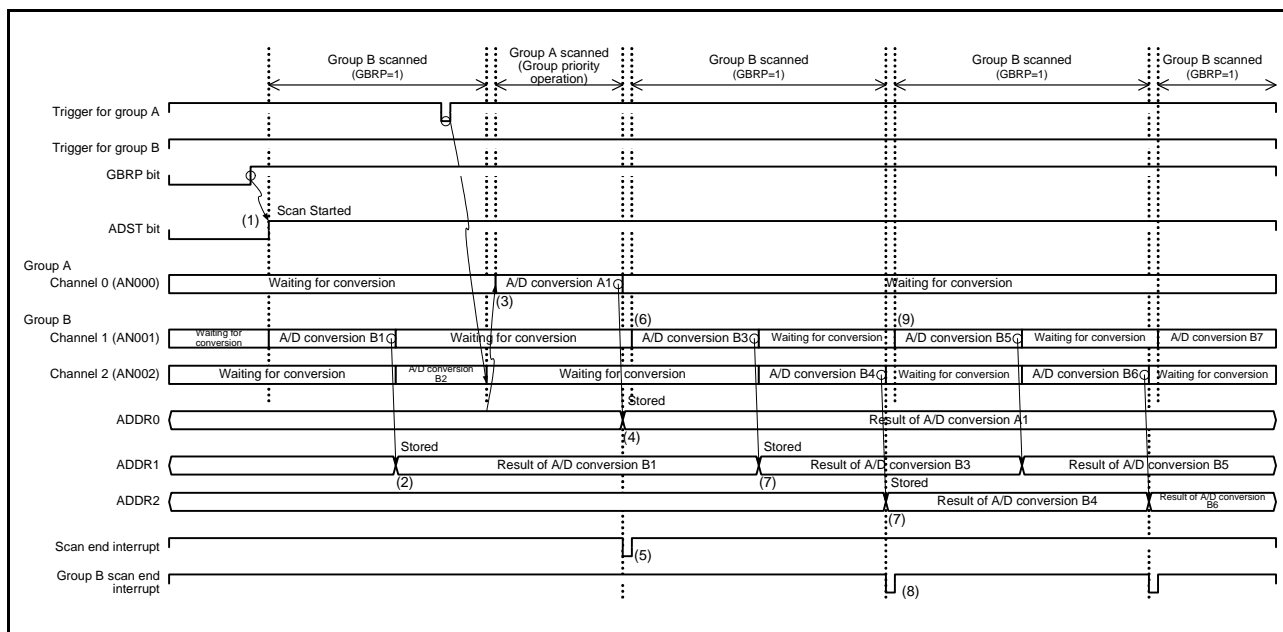 Group B scanned
(GBRP=1)
Group A scanned
(Group priority
operation)
Group B scanned
(GBRP=1)
Group B scanned
(GBRP=1)
Group B scanned
(GBRP=1)
Trigger for group A
Trigger for group B
GBRP bit
(1)
Scan Started
ADST bit
Group A
Channel 0 (AN000)
Waiting for conversion
A/D conversion A1
Waiting for conversion
(3)
Group B
(6)
(9)
Channel 1 (AN001)
Waiting for
conversion
A/D conversion B1
Waiting for conversion
A/D conversion B3
Waiting for conversion
A/D conversion B5
Waiting for conversion
A/D conversion B7
Channel 2 (AN002)
Waiting for conversion
A/D conversion
B2
Waiting for conversion
A/D conversion B4
Waiting for conversion
A/D conversion B6
Waiting for conversion
Stored
ADDR0
Result of A/D conversion A1
(4)
Stored
Stored
ADDR1
Result of A/D conversion B1
Result of A/D conversion B3
Result of A/D conversion B5
(2)
(7)
Stored
ADDR2
Result of A/D conversion B4
Result of A/D conversion
B6
(7)
Scan end interrupt
(5)
Group B scan end
interrupt
(8)